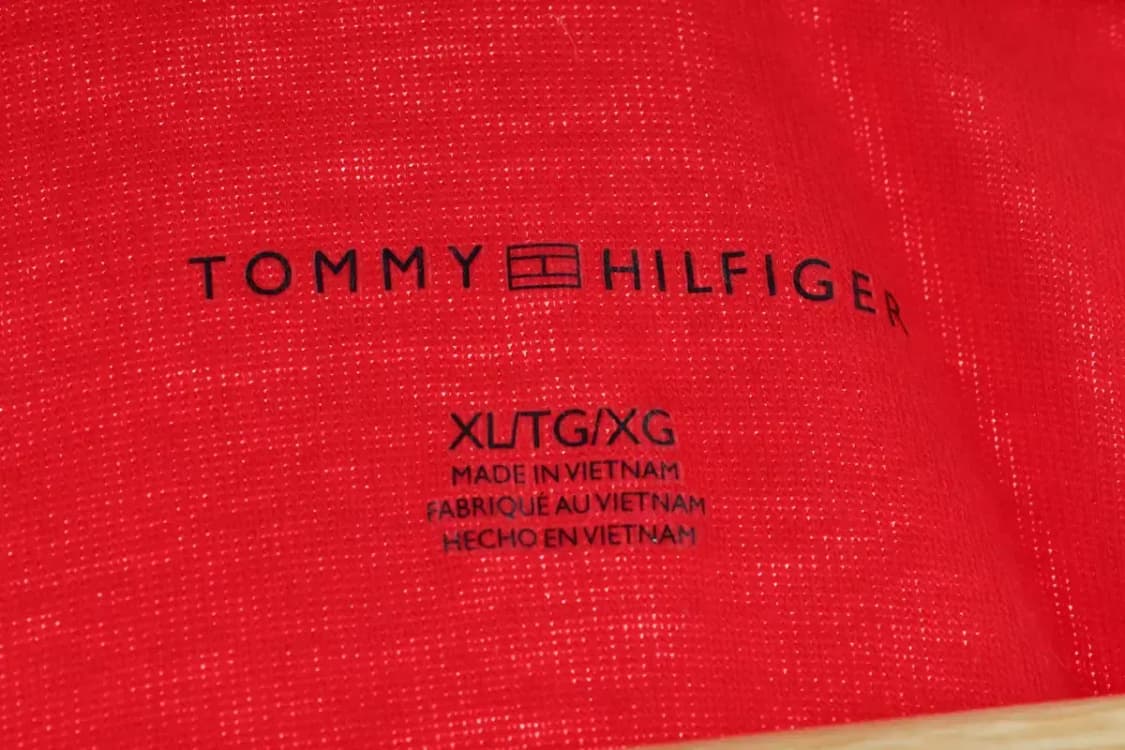 TOMMY HILFIGER
XL/TG/XG
MADE IN VIETNAM
FABRIQUÉ AU VIETNAM
HECHO EN VIETNAM